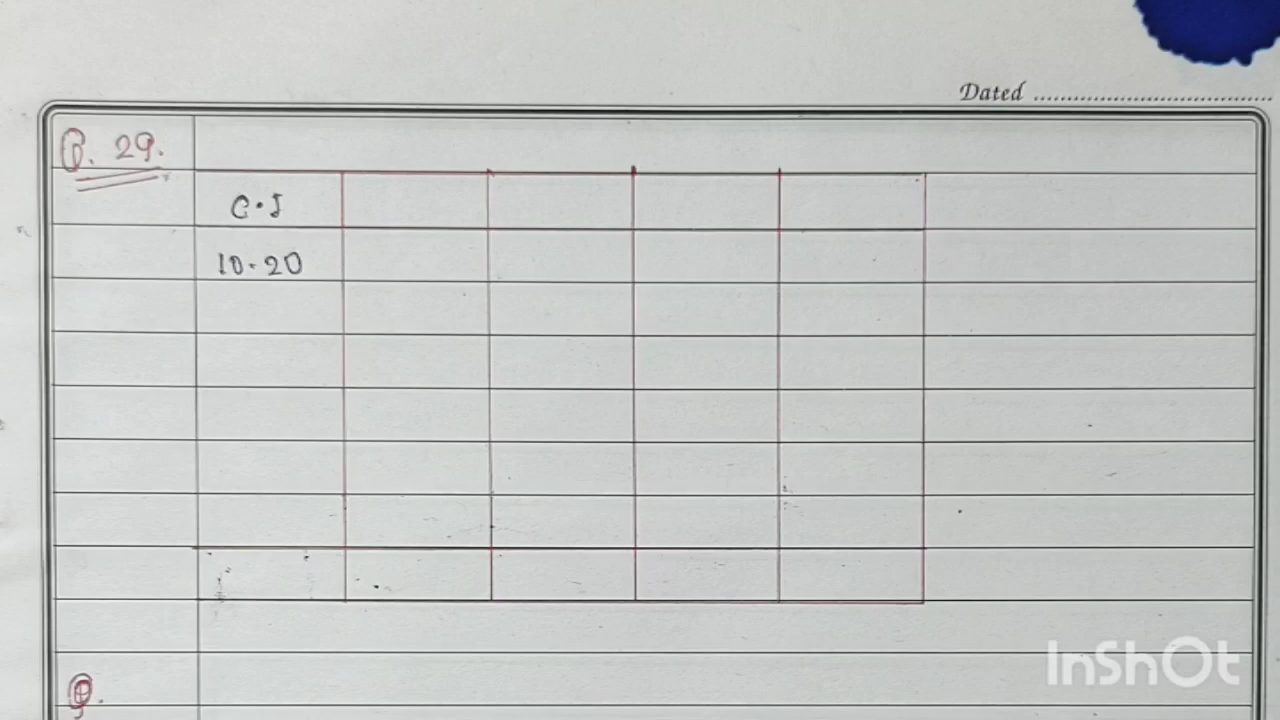 Dated
Q. 29.
C.I
10-20
Q.
InShOt